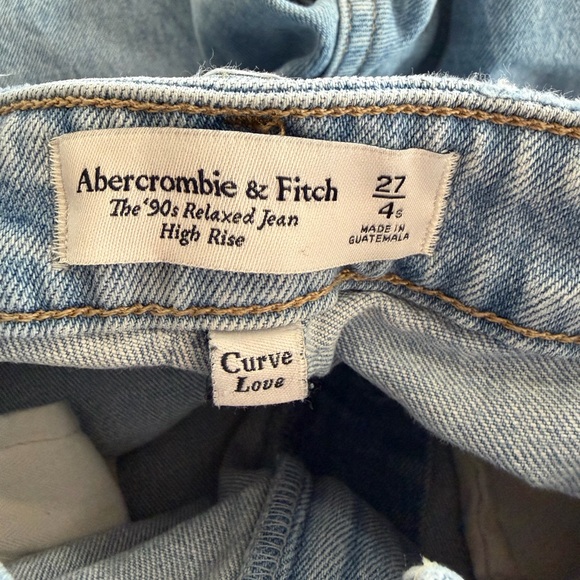 Abercrombie & Fitch
The '90s Relaxed Jean
High Rise
27
4s
MADE IN
GUATEMALA
Curve
Love